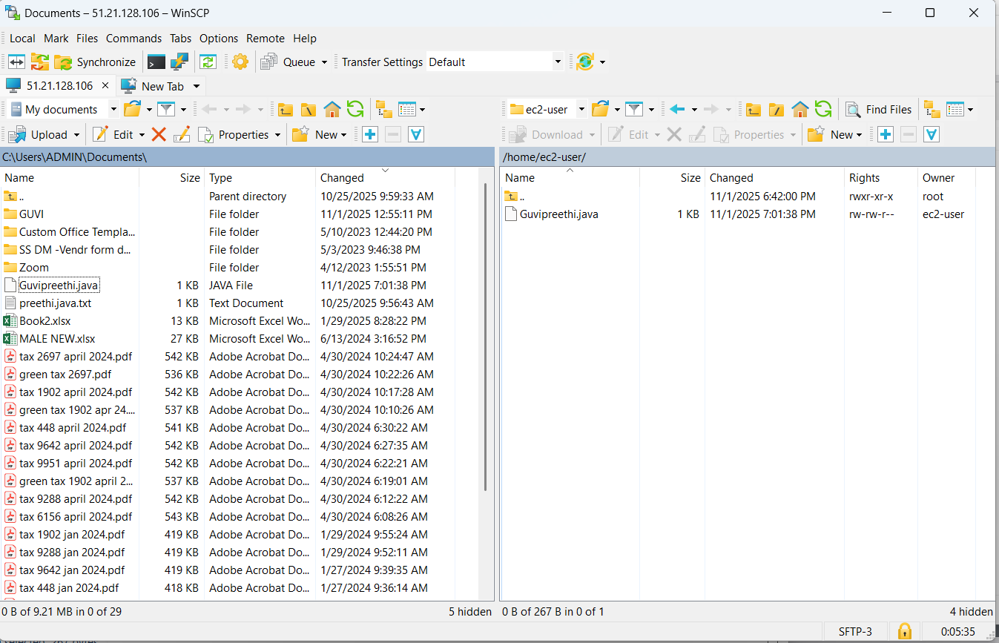 Documents – 51.21.128.106 – WinSCP
Local Mark Files Commands Tabs Options Remote Help
Synchronize Queue Transfer Settings Default
51.21.128.106 × New Tab
My documents ec2-user Find Files
Upload Edit Properties New Download Edit Properties New
C:\Users\ADMIN\Documents\ /home/ec2-user/
Name Size Type Changed Name Size Changed Rights Owner
.. Parent directory 10/25/2025 9:59:33 AM .. 11/1/2025 6:42:00 PM rwxr-xr-x root
GUVI File folder 11/1/2025 12:55:11 PM Guvipreethi.java 1 KB 11/1/2025 7:01:38 PM rw-rw-r-- ec2-user
Custom Office Templa... File folder 5/10/2023 12:44:20 PM
SS DM -Vendr form d... File folder 5/3/2023 9:46:38 PM
Zoom File folder 4/12/2023 1:55:51 PM
Guvipreethi.java 1 KB JAVA File 11/1/2025 7:01:38 PM
preethi.java.txt 1 KB Text Document 10/25/2025 9:56:43 AM
Book2.xlsx 13 KB Microsoft Excel Wo... 1/29/2025 8:28:22 PM
MALE NEW.xlsx 27 KB Microsoft Excel Wo... 6/13/2024 3:16:52 PM
tax 2697 april 2024.pdf 542 KB Adobe Acrobat Do... 4/30/2024 10:24:47 AM
green tax 2697.pdf 536 KB Adobe Acrobat Do... 4/30/2024 10:22:26 AM
tax 1902 april 2024.pdf 542 KB Adobe Acrobat Do... 4/30/2024 10:17:28 AM
green tax 1902 apr 24.... 537 KB Adobe Acrobat Do... 4/30/2024 10:10:26 AM
tax 448 april 2024.pdf 541 KB Adobe Acrobat Do... 4/30/2024 6:30:22 AM
tax 9642 april 2024.pdf 542 KB Adobe Acrobat Do... 4/30/2024 6:27:35 AM
tax 9951 april 2024.pdf 542 KB Adobe Acrobat Do... 4/30/2024 6:22:21 AM
green tax 1902 april 2... 537 KB Adobe Acrobat Do... 4/30/2024 6:19:01 AM
tax 9288 april 2024.pdf 542 KB Adobe Acrobat Do... 4/30/2024 6:12:22 AM
tax 6156 april 2024.pdf 543 KB Adobe Acrobat Do... 4/30/2024 6:08:26 AM
tax 1902 jan 2024.pdf 419 KB Adobe Acrobat Do... 1/29/2024 9:55:24 AM
tax 9288 jan 2024.pdf 419 KB Adobe Acrobat Do... 1/29/2024 9:52:11 AM
tax 9642 jan 2024.pdf 419 KB Adobe Acrobat Do... 1/27/2024 9:39:35 AM
tax 448 jan 2024.pdf 418 KB Adobe Acrobat Do... 1/27/2024 9:36:14 AM
0 B of 9.21 MB in 0 of 29 5 hidden 0 B of 267 B in 0 of 1 4 hidden
SFTP-3 0:05:35